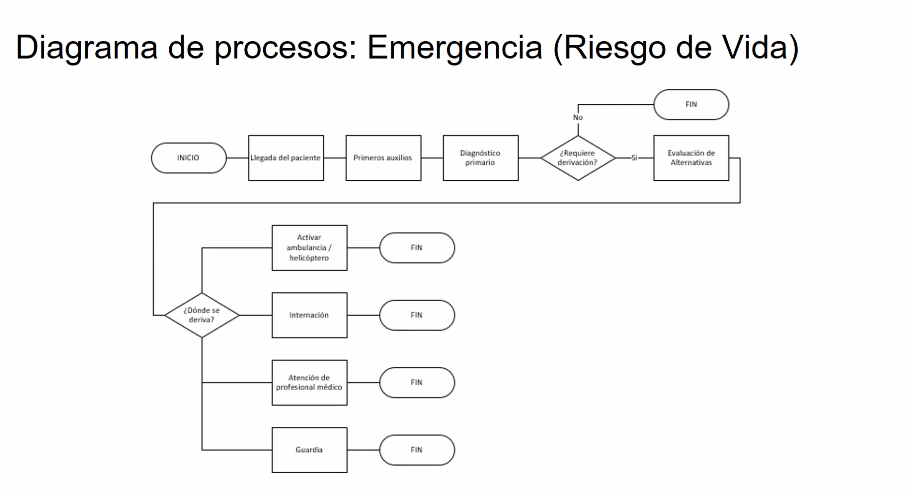 Diagrama de procesos: Emergencia (Riesgo de Vida)
FIN
No
INICIO
Llegada del paciente
Primeros auxilios
Diagnóstico
primario
¿Requiere
derivación?
Si
Evaluación de
Alternativas
Activar
ambulancia /
helicóptero
FIN
¿Dónde se
deriva?
Internación
FIN
Atención de
profesional médico
FIN
Guardia
FIN